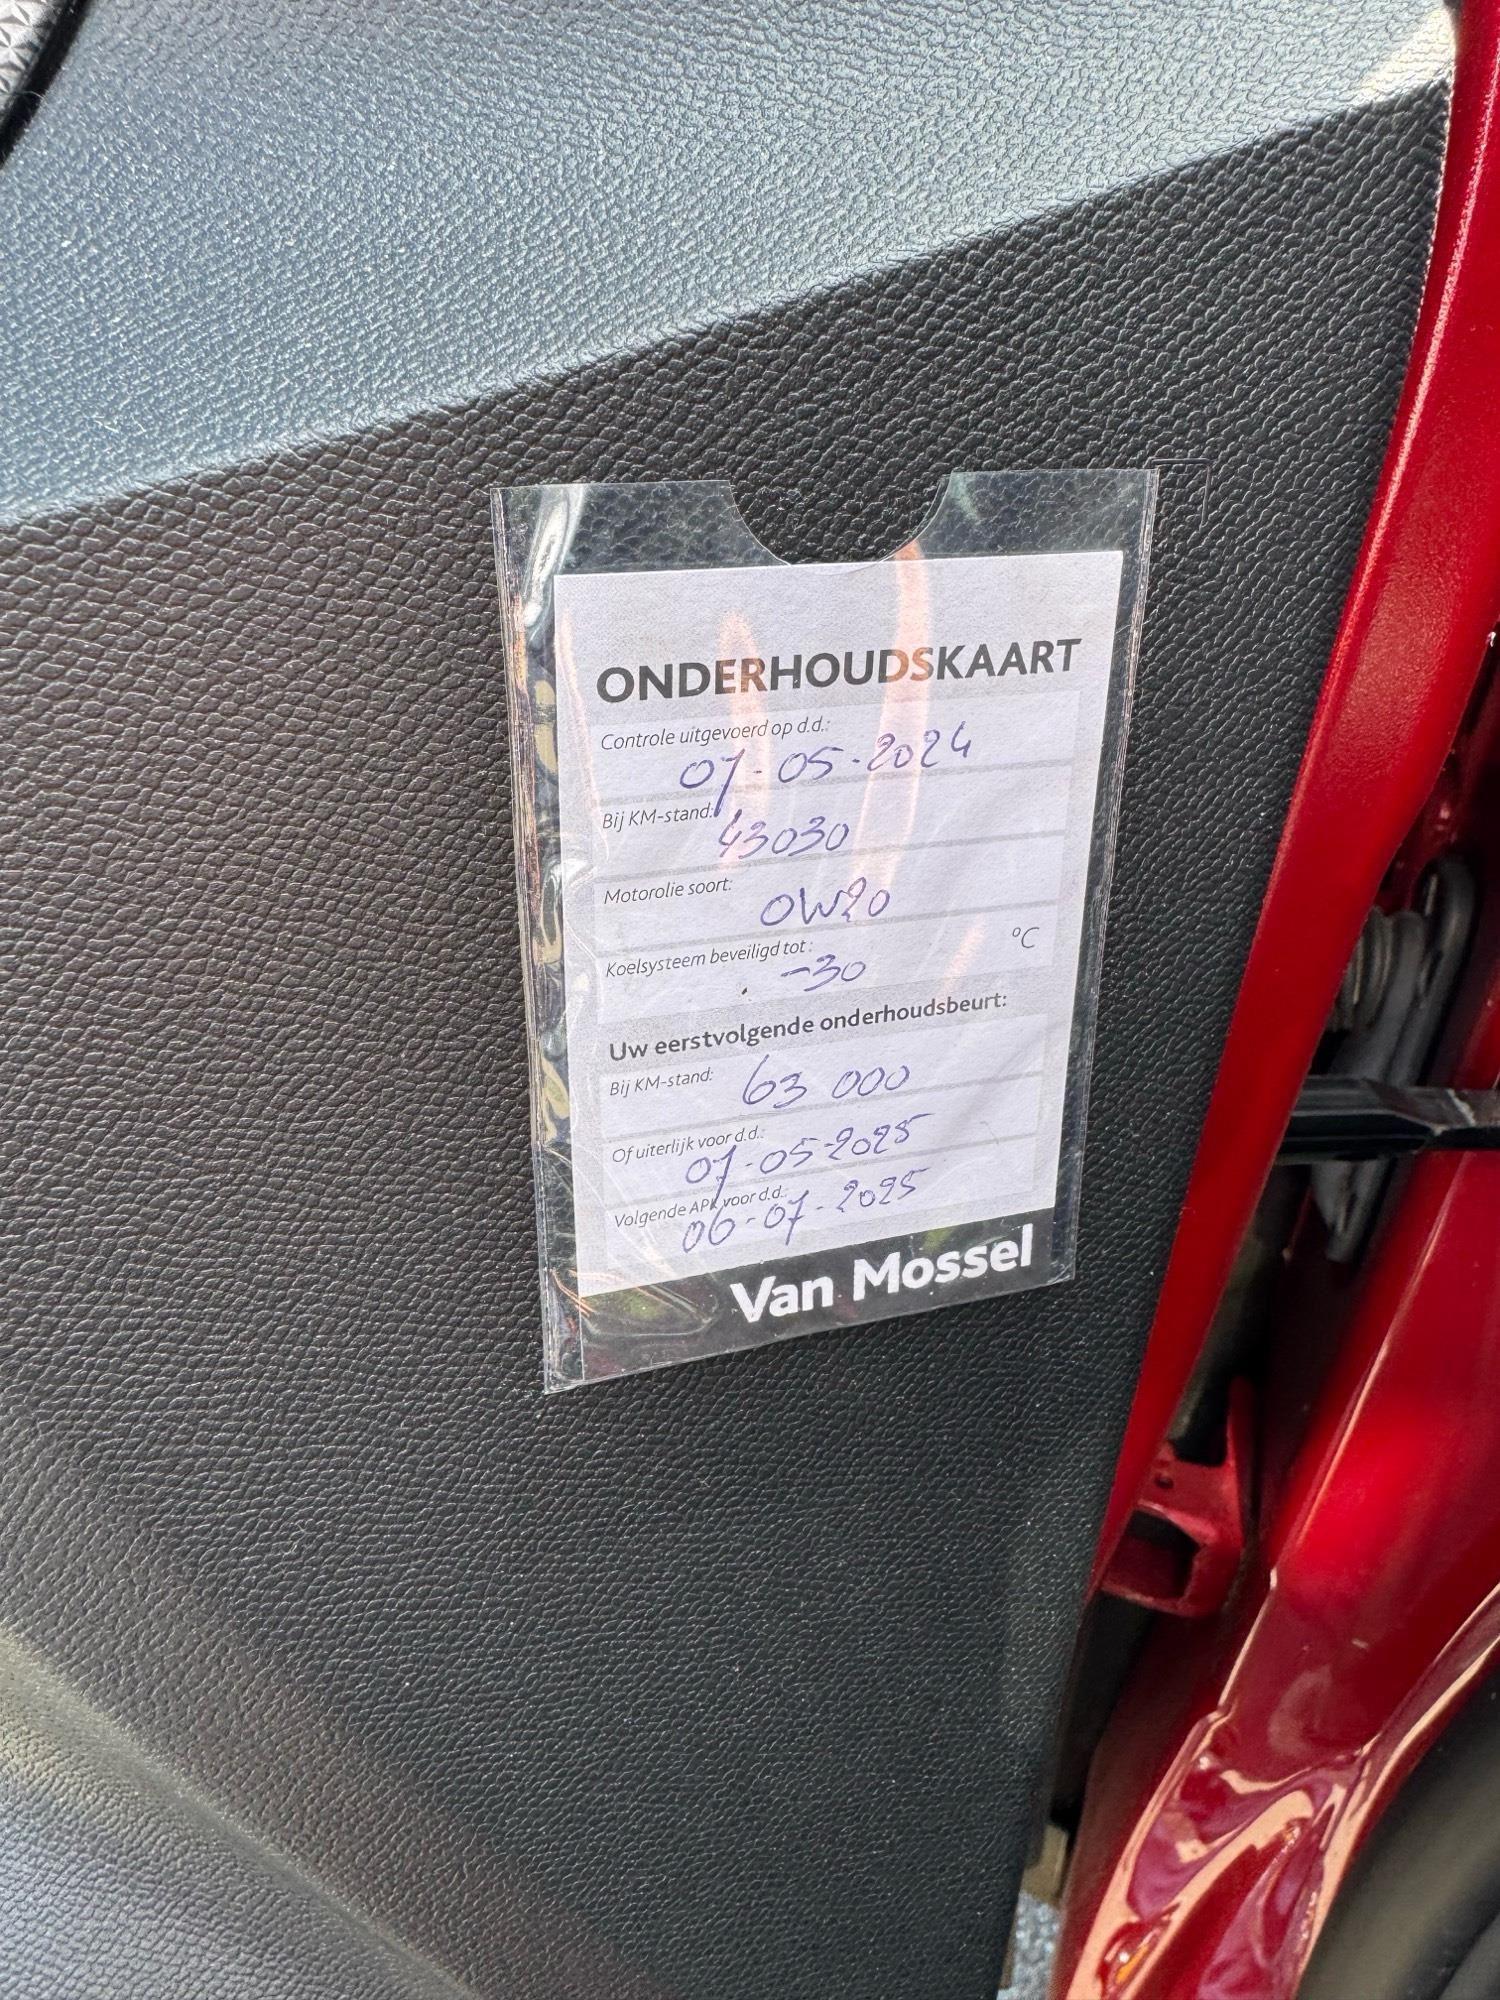 ONDERHOUDSKAART
Controle uitgevoerd op d.d.:
07-05-2024
Bij KM-stand:
43030
Motorolie soort:
0W20
Koelsysteem beveiligd tot:
-30 °C
Uw eerstvolgende onderhoudsbeurt:
Bij KM-stand: 63 000
Of uiterlijk voor d.d.:
07-05-2025
Volgende APK voor d.d.:
06-07-2025
Van Mossel